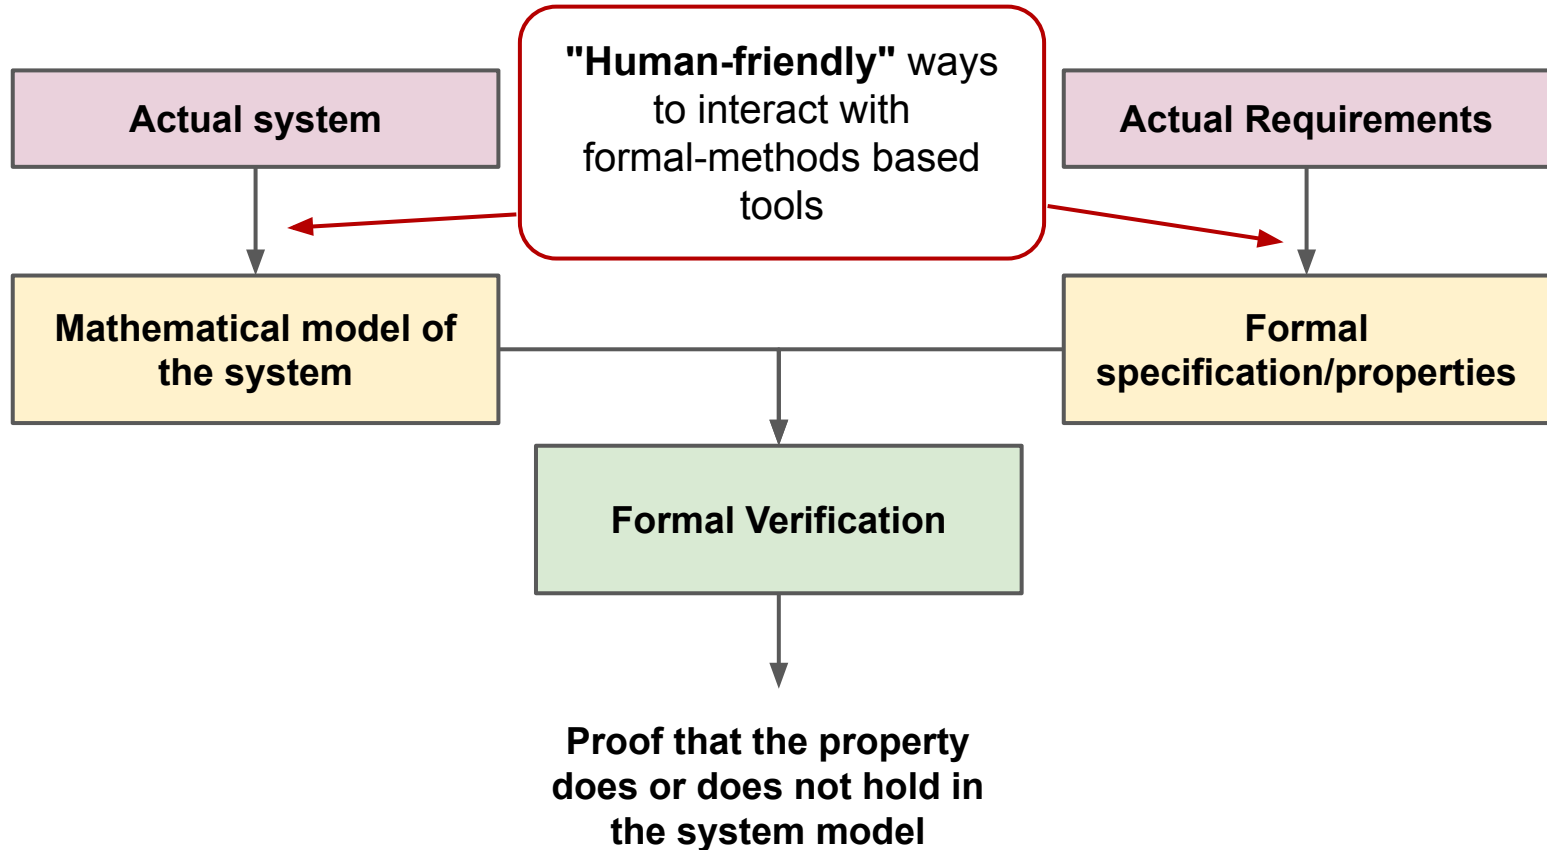 "Human-friendly" ways
to interact with
formal-methods based
tools
Actual system
Actual Requirements
Mathematical model of
the system
Formal
specification/properties
Formal Verification
Proof that the property
does or does not hold in
the system model